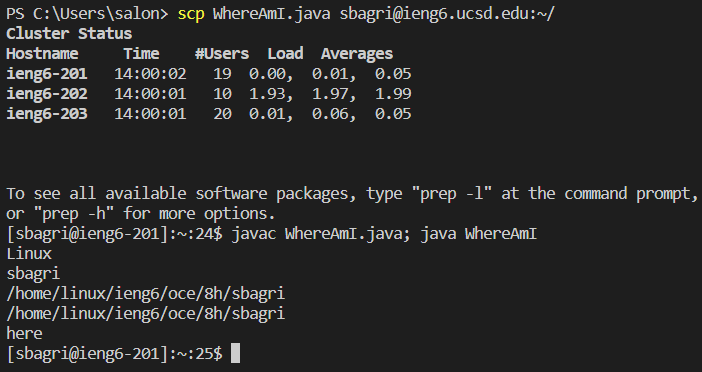 PS C:\Users\salon> scp WhereAmI.java sbagri@ieng6.ucsd.edu:~/
Cluster Status
Hostname     Time    #Users  Load  Averages
ieng6-201   14:00:02   19  0.00,  0.01,  0.05
ieng6-202   14:00:01   10  1.93,  1.97,  1.99
ieng6-203   14:00:01   20  0.01,  0.06,  0.05
To see all available software packages, type "prep -l" at the command prompt,
or "prep -h" for more options.
[sbagri@ieng6-201]:~:24$ javac WhereAmI.java; java WhereAmI
Linux
sbagri
/home/linux/ieng6/oce/8h/sbagri
/home/linux/ieng6/oce/8h/sbagri
here
[sbagri@ieng6-201]:~:25$